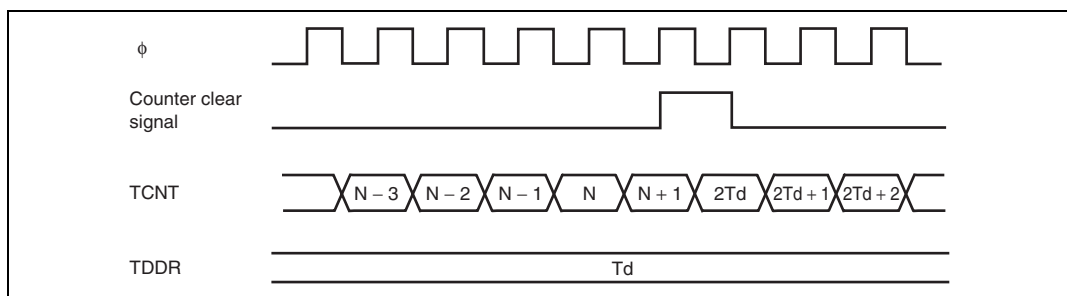 ϕ
Counter clear
signal
TCNT
N – 3 N – 2 N – 1 N N + 1 2Td 2Td + 1 2Td + 2
TDDR
Td